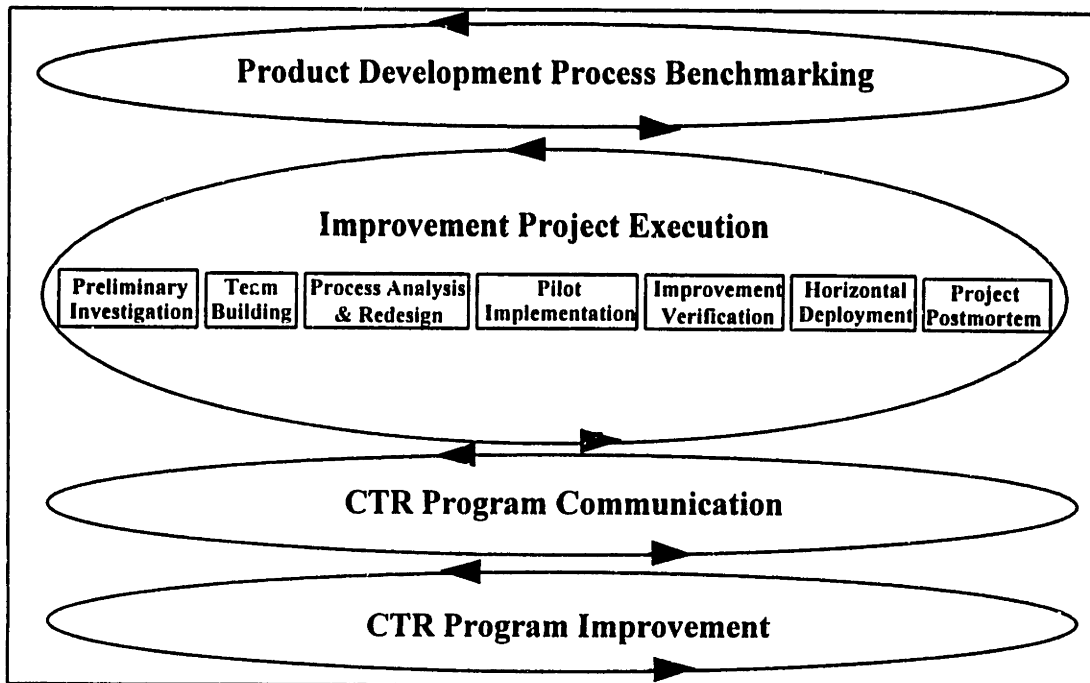 Product Development Process Benchmarking
Improvement Project Execution
Preliminary
Investigation
Team
Building
Process Analysis
& Redesign
Pilot
Implementation
Improvement
Verification
Horizontal
Deployment
Project
Postmortem
CTR Program Communication
CTR Program Improvement